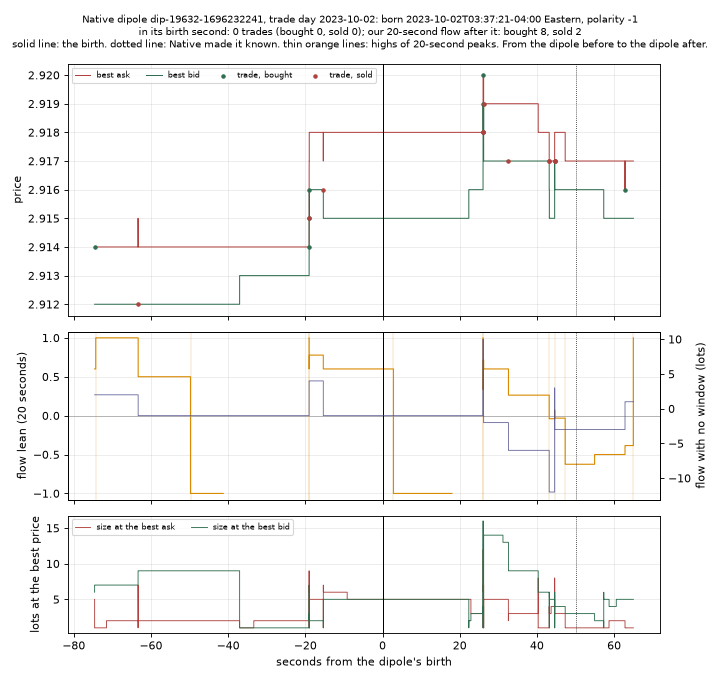 Native dipole dip-19632-1696232241, trade day 2023-10-02: born 2023-10-02T03:37:21-04:00 Eastern, polarity -1
in its birth second: 0 trades (bought 0, sold 0); our 20-second flow after it: bought 8, sold 2
solid line: the birth. dotted line: Native made it known. thin orange lines: highs of 20-second peaks. From the dipole before to the dipole after.
best ask
best bid
trade, bought
trade, sold
2.920
2.919
2.918
2.917
2.916
2.915
2.914
2.913
2.912
price
1.0
0.5
0.0
−0.5
−1.0
flow lean (20 seconds)
10
5
0
−5
−10
flow with no window (lots)
size at the best ask
size at the best bid
15
10
5
lots at the best price
−80
−60
−40
−20
0
20
40
60
seconds from the dipole's birth